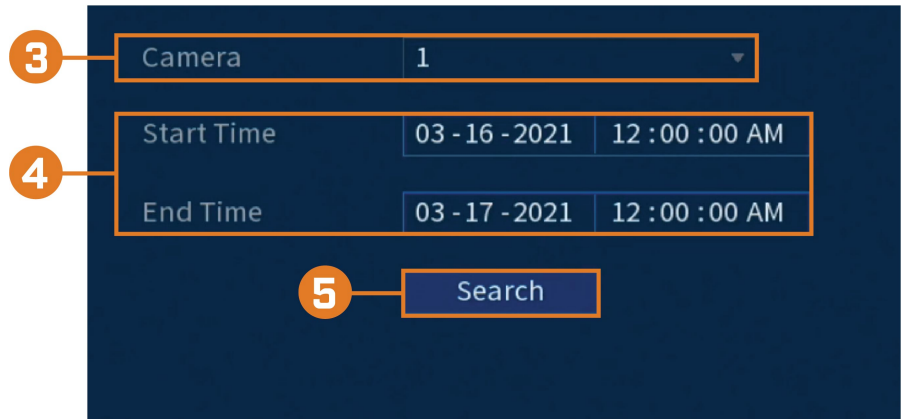 3 Camera 1
Start Time 03 - 16 - 2021 12 : 00 : 00 AM
4
End Time 03 - 17 - 2021 12 : 00 : 00 AM
5 Search